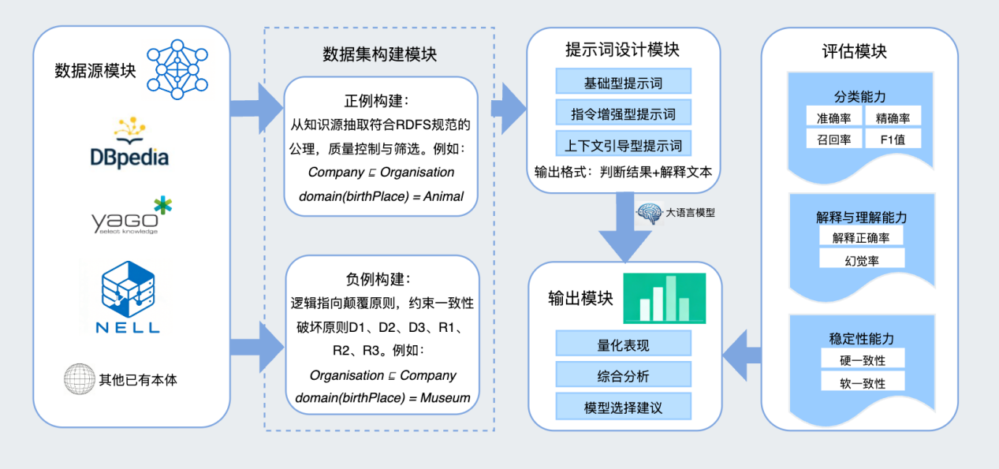 数据源模块
DBpedia
yago
select knowledge
NELL
其他已有本体
数据集构建模块
正例构建：
从知识源抽取符合RDFS规范的
公理，质量控制与筛选。例如：
Company ⊑ Organisation
domain(birthPlace) = Animal
负例构建：
逻辑指向颠覆原则，约束一致性
破坏原则D1、D2、D3、R1、
R2、R3。例如：
Organisation ⊑ Company
domain(birthPlace) = Museum
提示词设计模块
基础型提示词
指令增强型提示词
上下文引导型提示词
输出格式：判断结果+解释文本
大语言模型
输出模块
量化表现
综合分析
模型选择建议
评估模块
分类能力
准确率 精确率
召回率 F1值
解释与理解能力
解释正确率
幻觉率
稳定性能力
硬一致性
软一致性